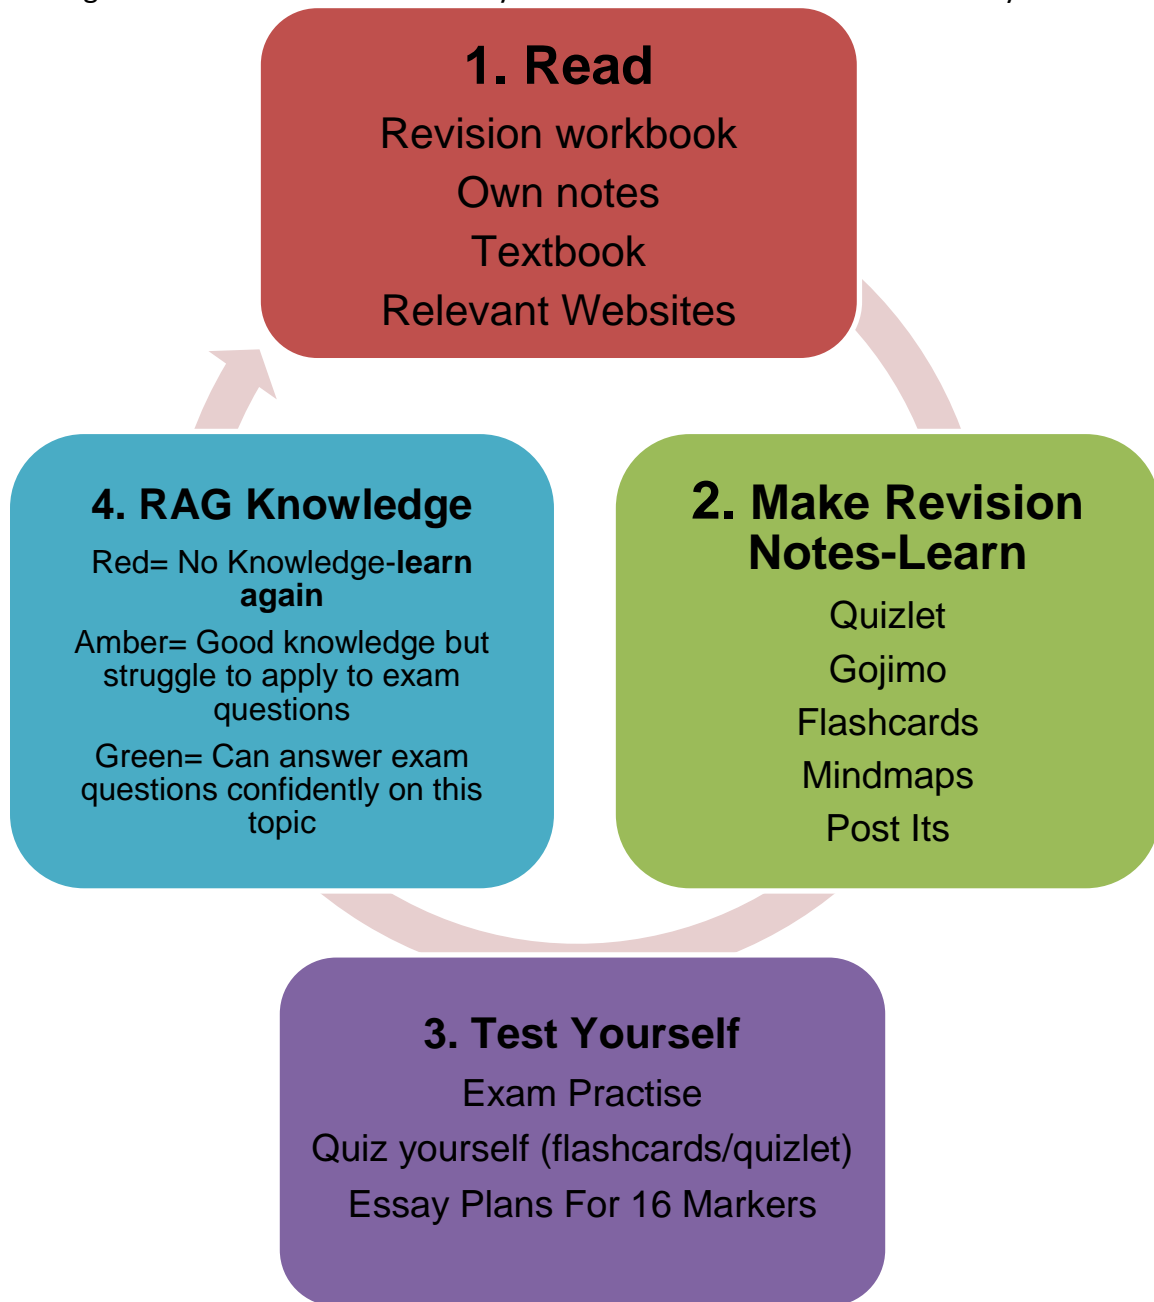 1. Read
Revision workbook
Own notes
Textbook
Relevant Websites
2. Make Revision
Notes-Learn
Quizlet
Gojimo
Flashcards
Mindmaps
Post Its
3. Test Yourself
Exam Practise
Quiz yourself (flashcards/quizlet)
Essay Plans For 16 Markers
4. RAG Knowledge
Red= No Knowledge-learn
again
Amber= Good knowledge but
struggle to apply to exam
questions
Green= Can answer exam
questions confidently on this
topic